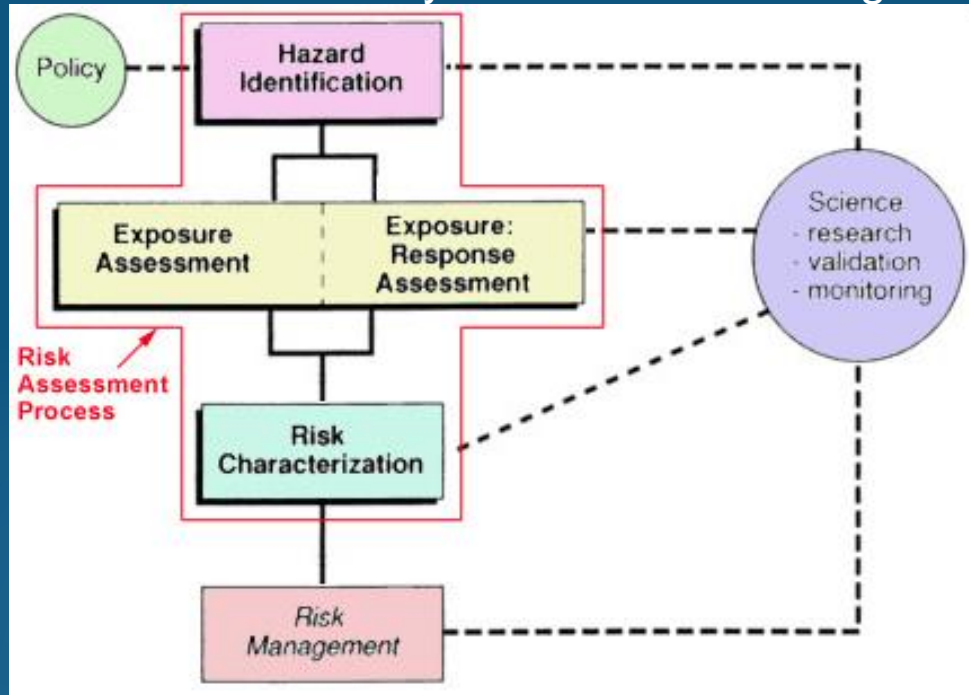 Policy
Hazard
Identification
Exposure
Assessment
Exposure:
Response
Assessment
Science
- research
- validation
- monitoring
Risk
Assessment
Process
Risk
Characterization
Risk
Management